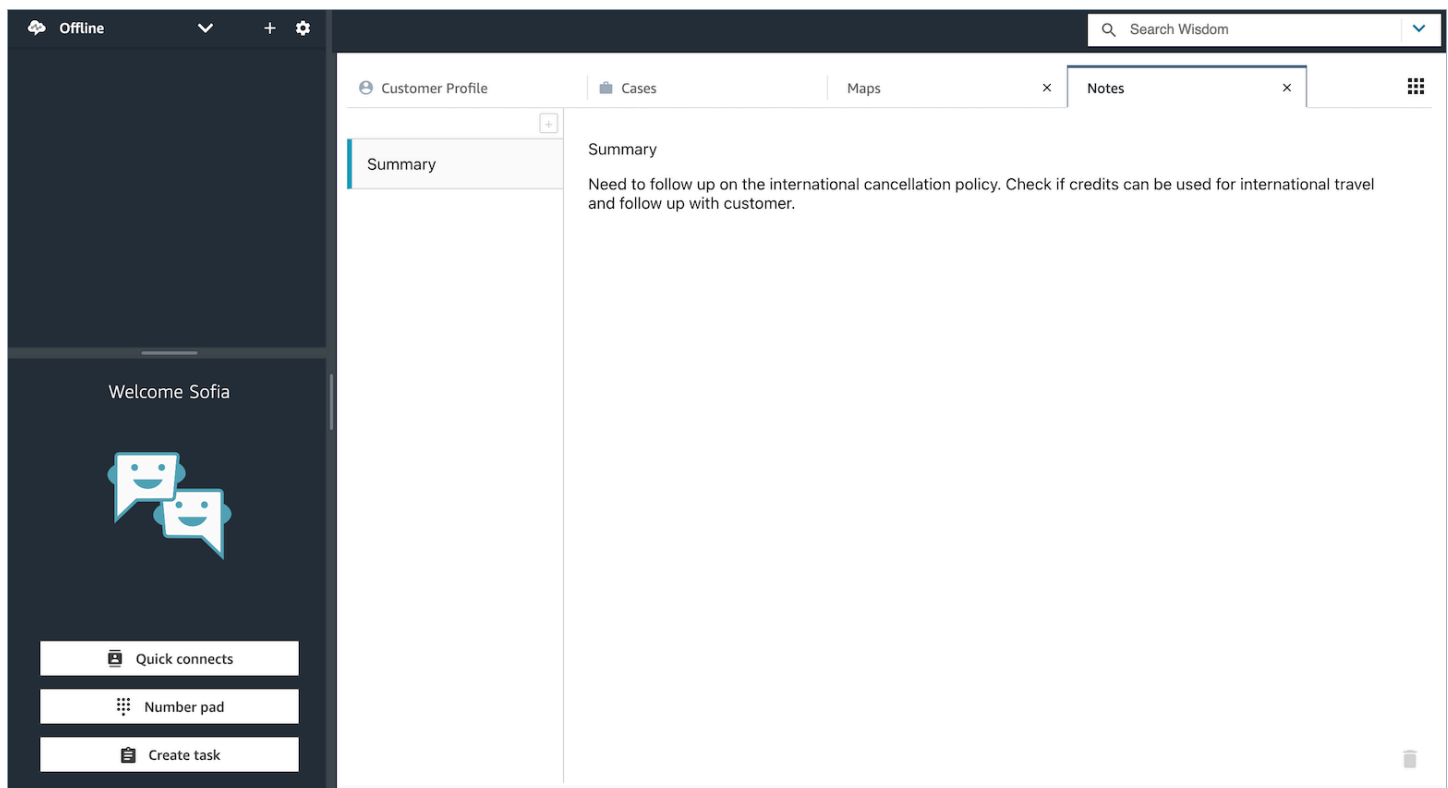 Offline
Search Wisdom
Customer Profile
Cases
Maps
Notes
Summary
Summary
Need to follow up on the international cancellation policy. Check if credits can be used for international travel
and follow up with customer.
Welcome Sofia
Quick connects
Number pad
Create task